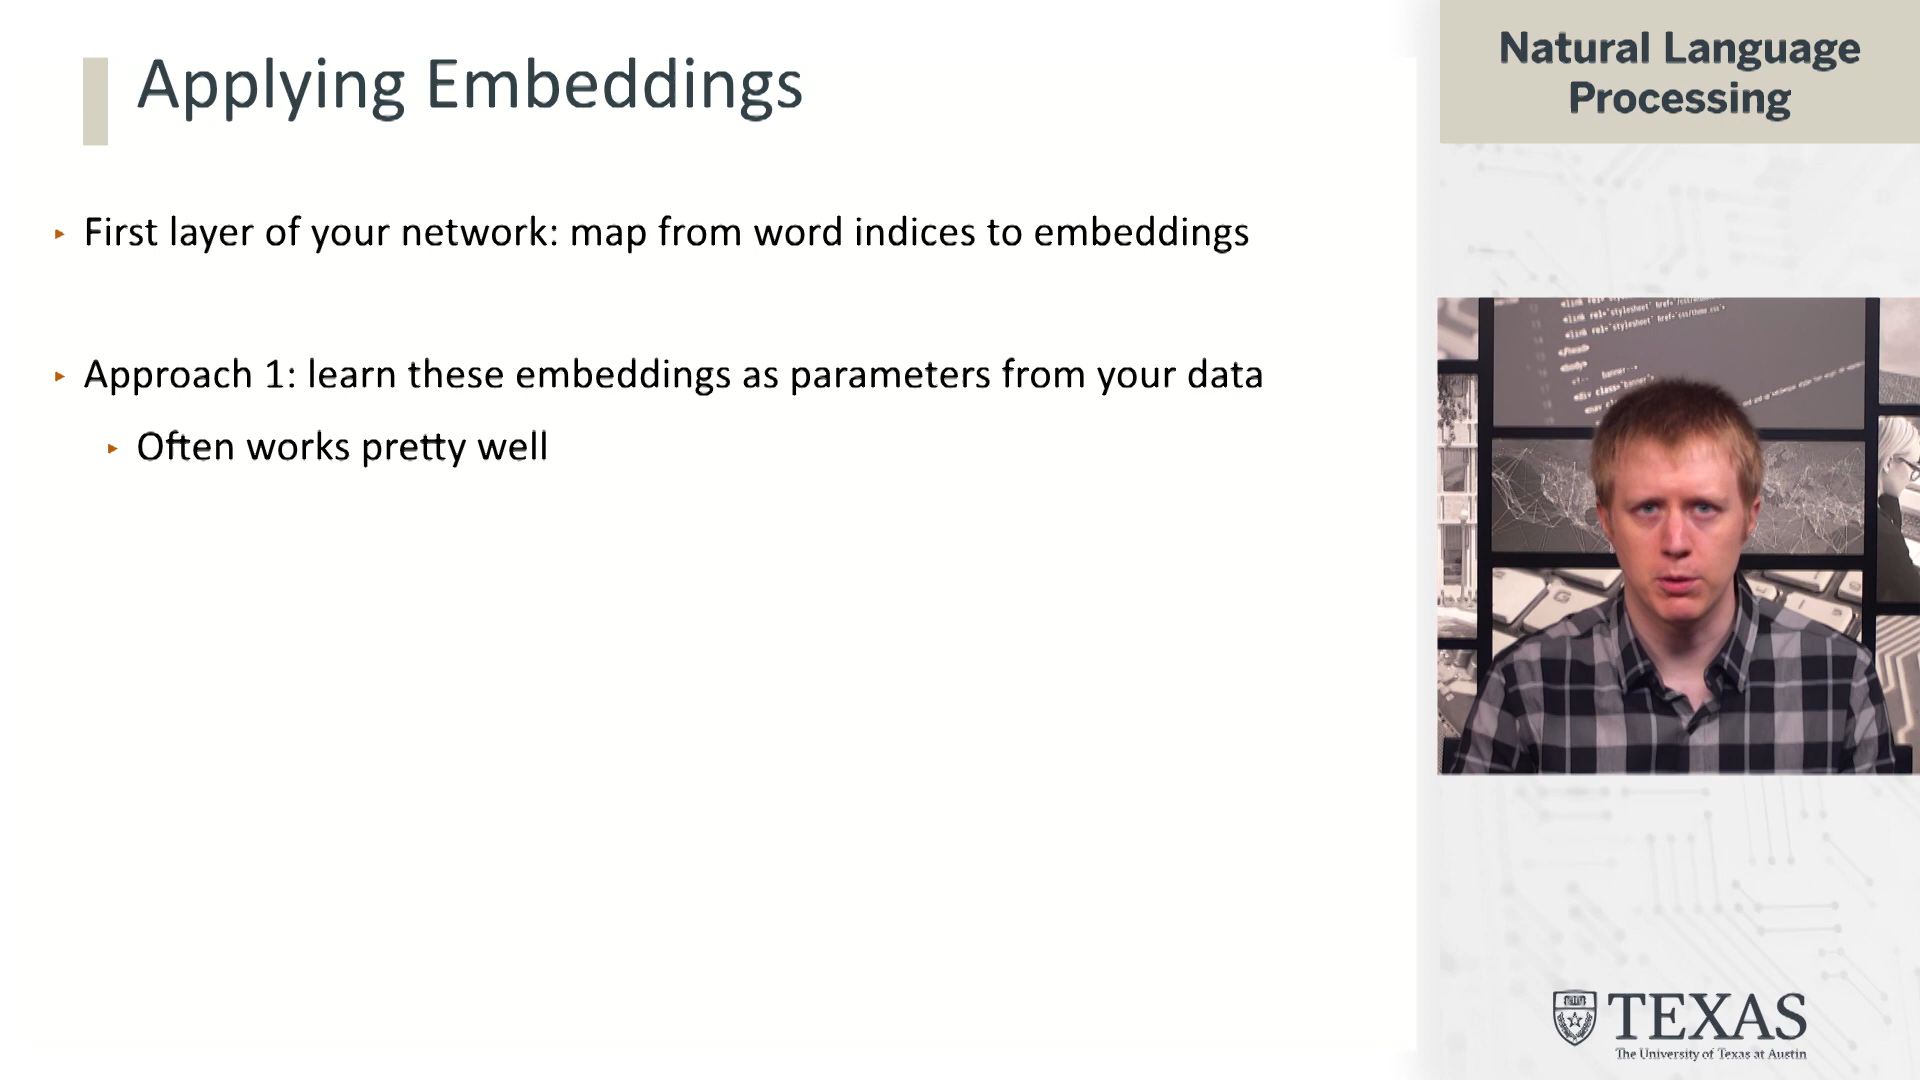 Applying Embeddings
First layer of your network: map from word indices to embeddings
Approach 1: learn these embeddings as parameters from your data
Often works pretty well
Natural Language
Processing
TEXAS
The University of Texas at Austin